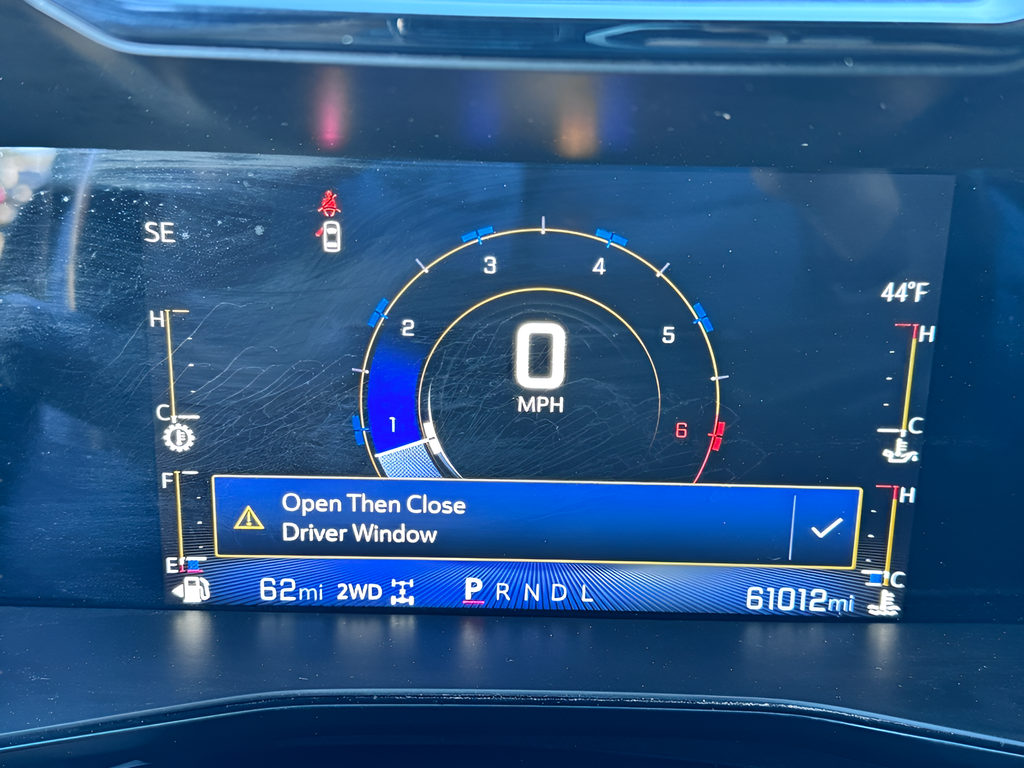 SE
3 4
44°F
2 5
H
H
0
MPH
C
1
6
C
F
H
Open Then Close
Driver Window
E
C
62mi 2WD P R N D L 61012mi